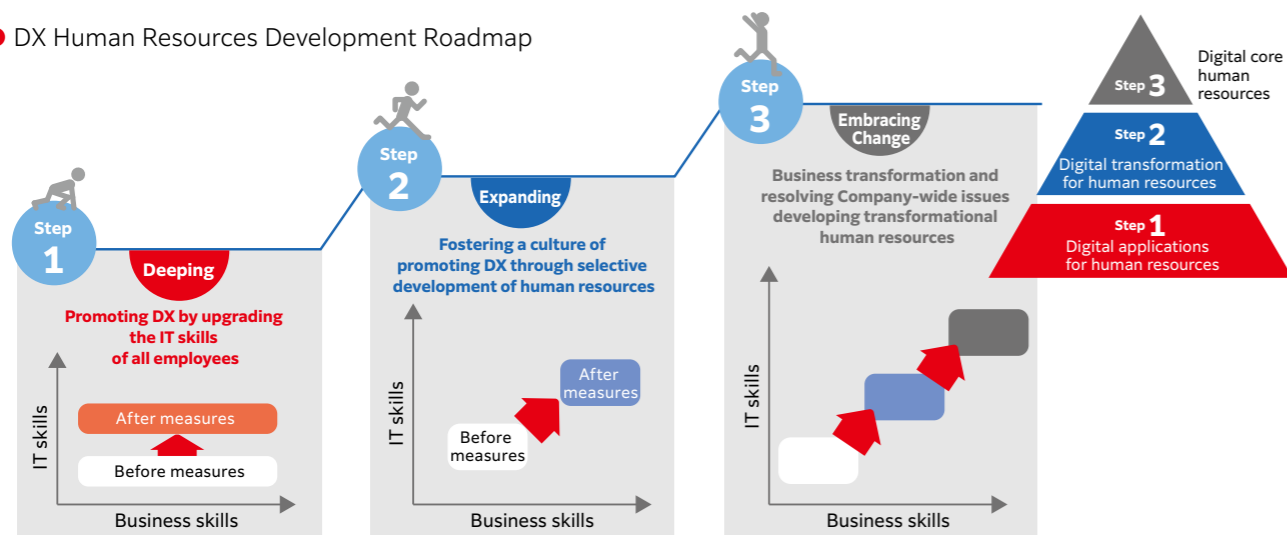 DX Human Resources Development Roadmap
Step
1
Deeping
Promoting DX by upgrading
the IT skills
of all employees
IT skills
After measures
Before measures
Business skills
Step
2
Expanding
Fostering a culture of
promoting DX through selective
development of human resources
IT skills
After
measures
Before
measures
Business skills
Step
3
Embracing
Change
Business transformation and
resolving Company-wide issues
developing transformational
human resources
IT skills
Business skills
Step 3
Digital core
human
resources
Step 2
Digital transformation
for human resources
Step 1
Digital applications
for human resources